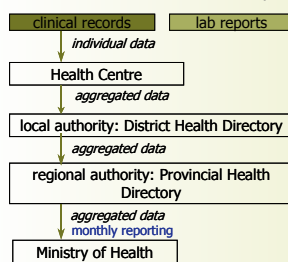 clinical records lab reports
individual data
Health Centre
aggregated data
local authority: District Health Directory
aggregated data
regional authority: Provincial Health
Directory
aggregated data
monthly reporting
Ministry of Health